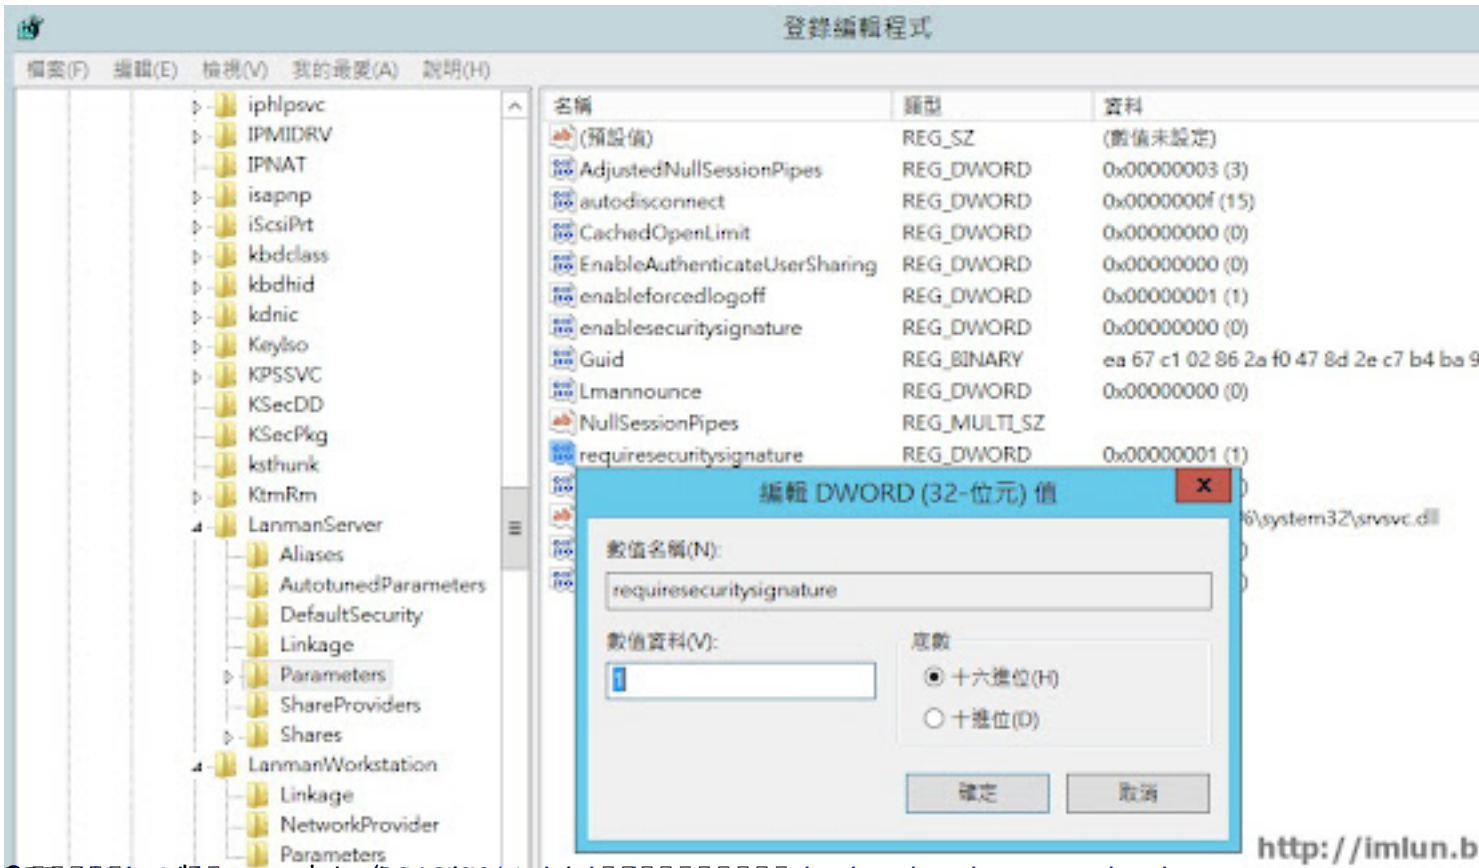 登錄編輯程式
檔案(F) 編輯(E) 檢視(V) 我的最愛(A) 說明(H)
iphlpsvc
IPMIDRV
IPNAT
isapnp
iScsiPrt
kbdclass
kbdhid
kdnic
KeyIso
KPSSVC
KSecDD
KSecPkg
ksthunk
KtmRm
LanmanServer
Aliases
AutotunedParameters
DefaultSecurity
Linkage
Parameters
ShareProviders
Shares
LanmanWorkstation
Linkage
NetworkProvider
Parameters
名稱 類型 資料
(預設值) REG_SZ (數值未設定)
AdjustedNullSessionPipes REG_DWORD 0x00000003 (3)
autodisconnect REG_DWORD 0x0000000f (15)
CachedOpenLimit REG_DWORD 0x00000000 (0)
EnableAuthenticateUserSharing REG_DWORD 0x00000000 (0)
enableforcedlogoff REG_DWORD 0x00000001 (1)
enablesecuritysignature REG_DWORD 0x00000000 (0)
Guid REG_BINARY ea 67 c1 02 86 2a f0 47 8d 2e c7 b4 ba 9
Lmannounce REG_DWORD 0x00000000 (0)
NullSessionPipes REG_MULTI_SZ
requiresecuritysignature REG_DWORD 0x00000001 (1)
6\system32\srvsvc.dll
編輯 DWORD (32-位元) 值
數值名稱(N):
requiresecuritysignature
數值資料(V):
1
底數
十六進位(H)
十進位(D)
確定 取消
http://imlun.b